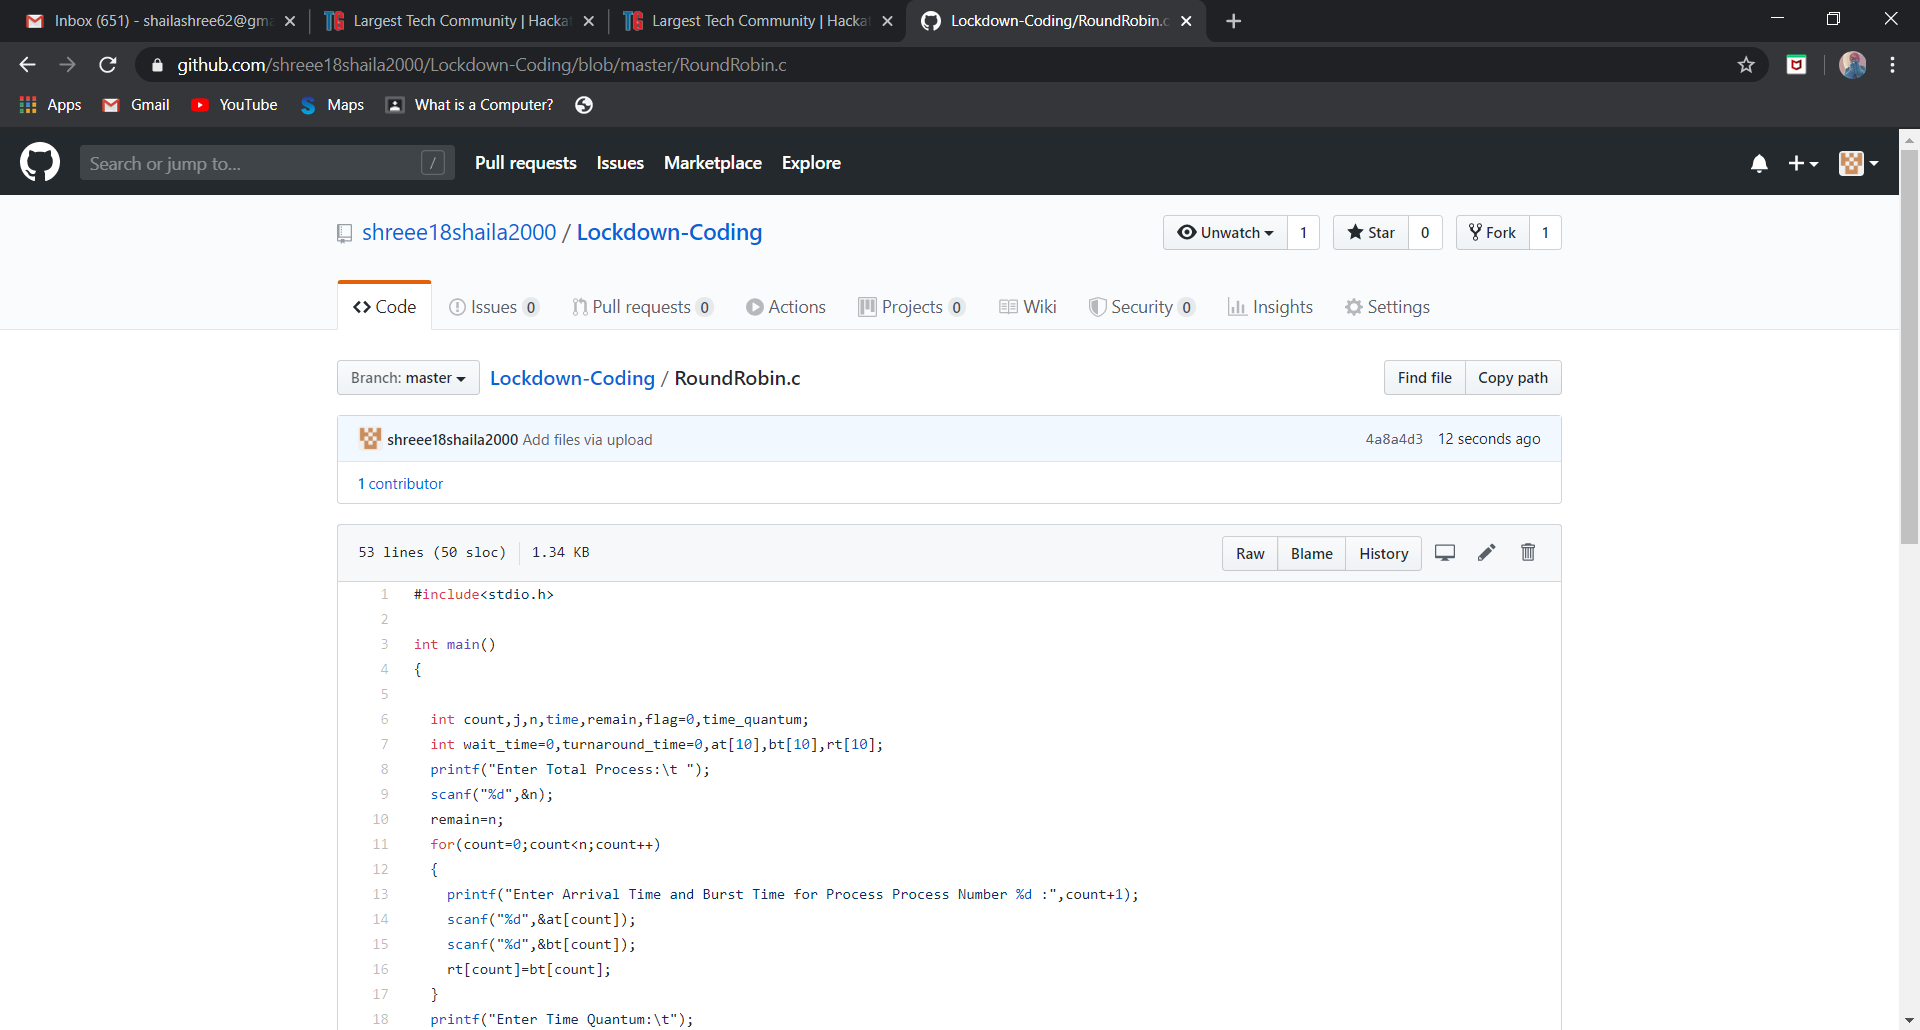 Inbox (651) - shailashree62@gma
Largest Tech Community | Hackat
Largest Tech Community | Hackat
Lockdown-Coding/RoundRobin.c
github.com/shreee18shaila2000/Lockdown-Coding/blob/master/RoundRobin.c
Apps Gmail YouTube Maps What is a Computer?
Search or jump to... / Pull requests Issues Marketplace Explore
shreee18shaila2000 / Lockdown-Coding Unwatch 1 Star 0 Fork 1
Code Issues 0 Pull requests 0 Actions Projects 0 Wiki Security 0 Insights Settings
Branch: master Lockdown-Coding / RoundRobin.c Find file Copy path
shreee18shaila2000 Add files via upload 4a8a4d3 12 seconds ago
1 contributor
53 lines (50 sloc) 1.34 KB Raw Blame History
1 #include<stdio.h>
2
3 int main()
4 {
5
6 int count,j,n,time,remain,flag=0,time_quantum;
7 int wait_time=0,turnaround_time=0,at[10],bt[10],rt[10];
8 printf("Enter Total Process:\t ");
9 scanf("%d",&n);
10 remain=n;
11 for(count=0;count<n;count++)
12 {
13 printf("Enter Arrival Time and Burst Time for Process Process Number %d :",count+1);
14 scanf("%d",&at[count]);
15 scanf("%d",&bt[count]);
16 rt[count]=bt[count];
17 }
18 printf("Enter Time Quantum:\t");